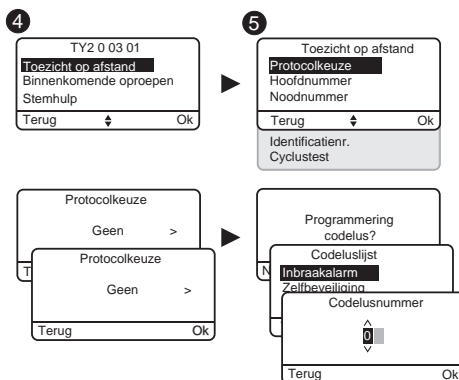 4
TY2 0 03 01
Toezicht op afstand
Binnenkomende oproepen
Stemhulp
Terug Ok
5
Toezicht op afstand
Protocolkeuze
Hoofdnummer
Noodnummer
Terug Ok
Identificatienr.
Cyclustest
Protocolkeuze
Geen >
T
Protocolkeuze
Geen >
Terug Ok
Programmering
codelus?
N
Codeluslijst
Inbraakalarm
Zelfbeveiliging
Codelusnummer
0
Terug Ok